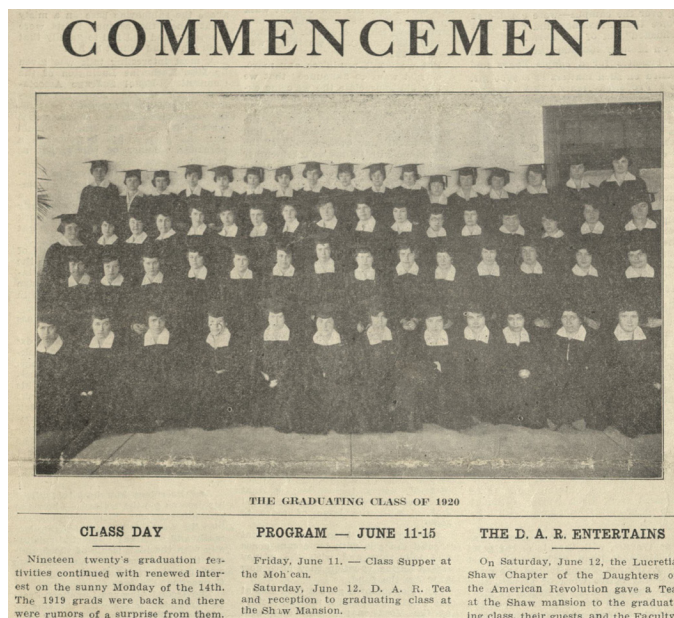 COMMENCEMENT
THE GRADUATING CLASS OF 1920
CLASS DAY
Nineteen twenty's graduation fes-
tivities continued with renewed inter-
est on the sunny Monday of the 14th.
The 1919 grads were back and there
were rumors of a surprise from them.
PROGRAM — JUNE 11-15
Friday, June 11. — Class Supper at
the Mohican.
Saturday, June 12. D. A. R. Tea
and reception to graduating class at
the Shaw Mansion.
THE D. A. R. ENTERTAINS
On Saturday, June 12, the Lucretia
Shaw Chapter of the Daughters o
the American Revolution gave a Tea
at the Shaw mansion to the graduat
ing class, their guests, and the Faculty